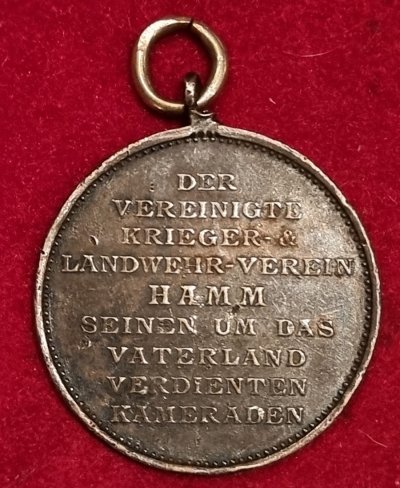 DER
VEREINIGTE
KRIEGER- &
LANDWEHR-VEREIN
HAMM
SEINEN UM DAS
VATERLAND
VERDIENTEN
KAMERADEN